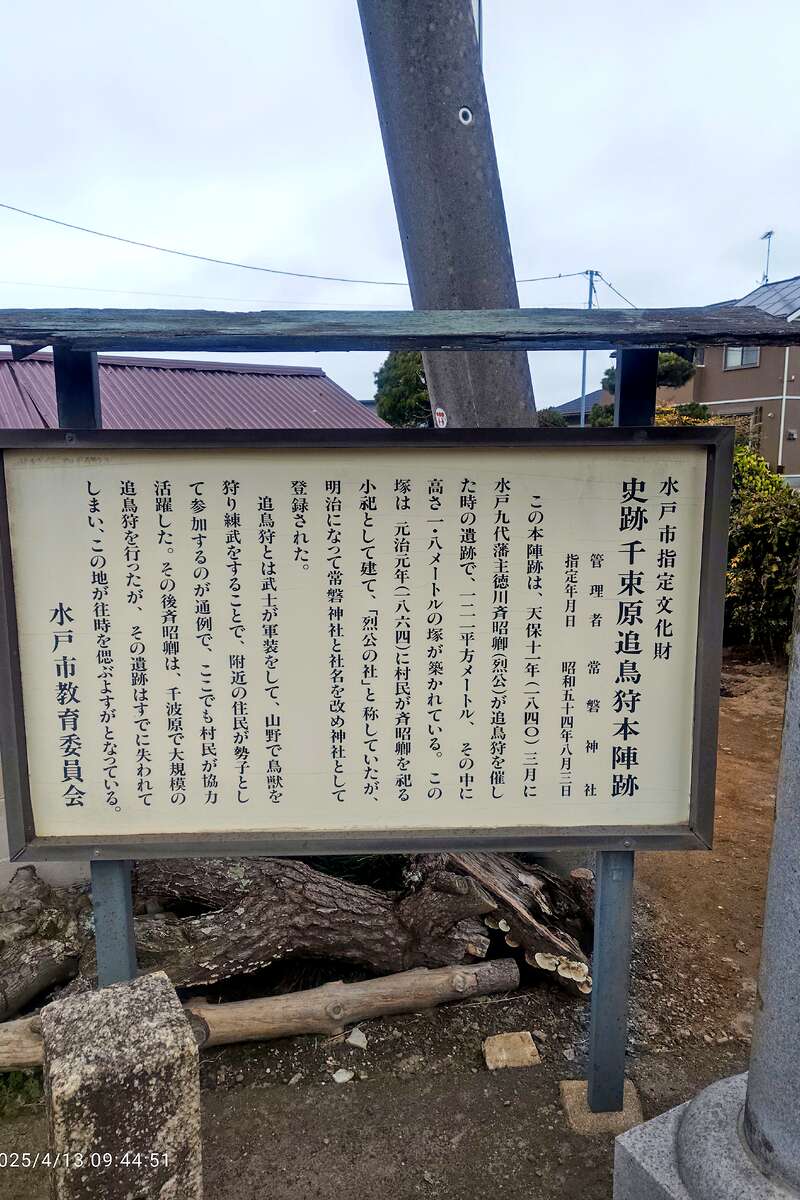 水戸市指定文化財
史跡 千束原追鳥狩本陣跡
管理者 常磐神社
指定年月日 昭和五十四年八月三日
この本陣跡は、天保十一年(一八四〇)三月に
水戸九代藩主徳川斉昭卿(烈公)が追鳥狩を催し
た時の遺跡で、一二一平方メートル、その中に
高さ一・八メートルの塚が築かれている。この
塚は 元治元年(一八六四)に村民が斉昭卿を祀る
小祀として建て、「烈公の社」と称していたが、
明治になって常磐神社と社名を改め神社として
登録された。
追鳥狩とは武士が軍装をして、山野で鳥獣を
狩り練武をすることで、附近の住民が勢子とし
て参加するのが通例で、ここでも村民が協力
活躍した。その後斉昭卿は、千波原で大規模の
追鳥狩を行ったが、その遺跡はすでに失われて
しまい、この地が往時を偲ぶよすがとなっている。
水戸市教育委員会
025/4/13 09:44:51